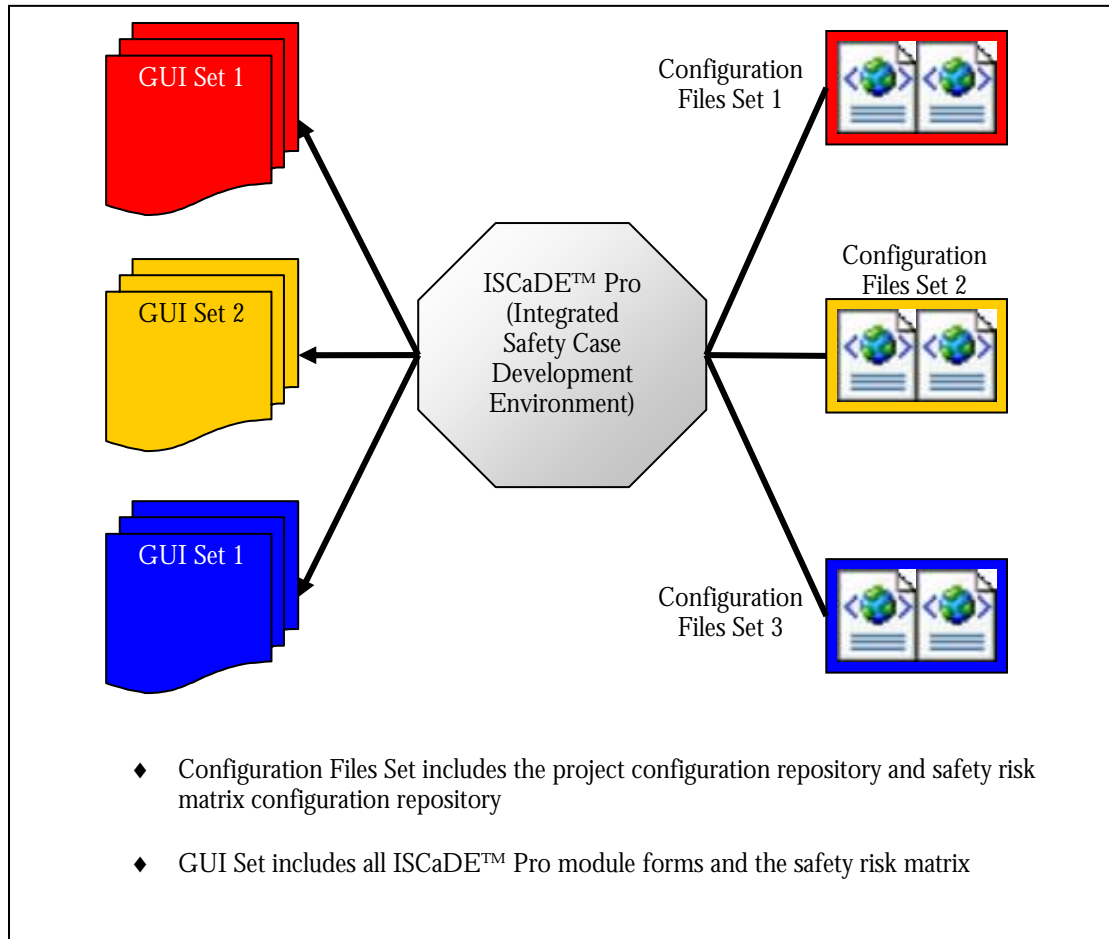 GUI Set 1
Configuration
Files Set 1
GUI Set 2
ISCaDE™ Pro
(Integrated
Safety Case
Development
Environment)
Configuration
Files Set 2
GUI Set 1
Configuration
Files Set 3
♦ Configuration Files Set includes the project configuration repository and safety risk
matrix configuration repository
♦ GUI Set includes all ISCaDE™ Pro module forms and the safety risk matrix